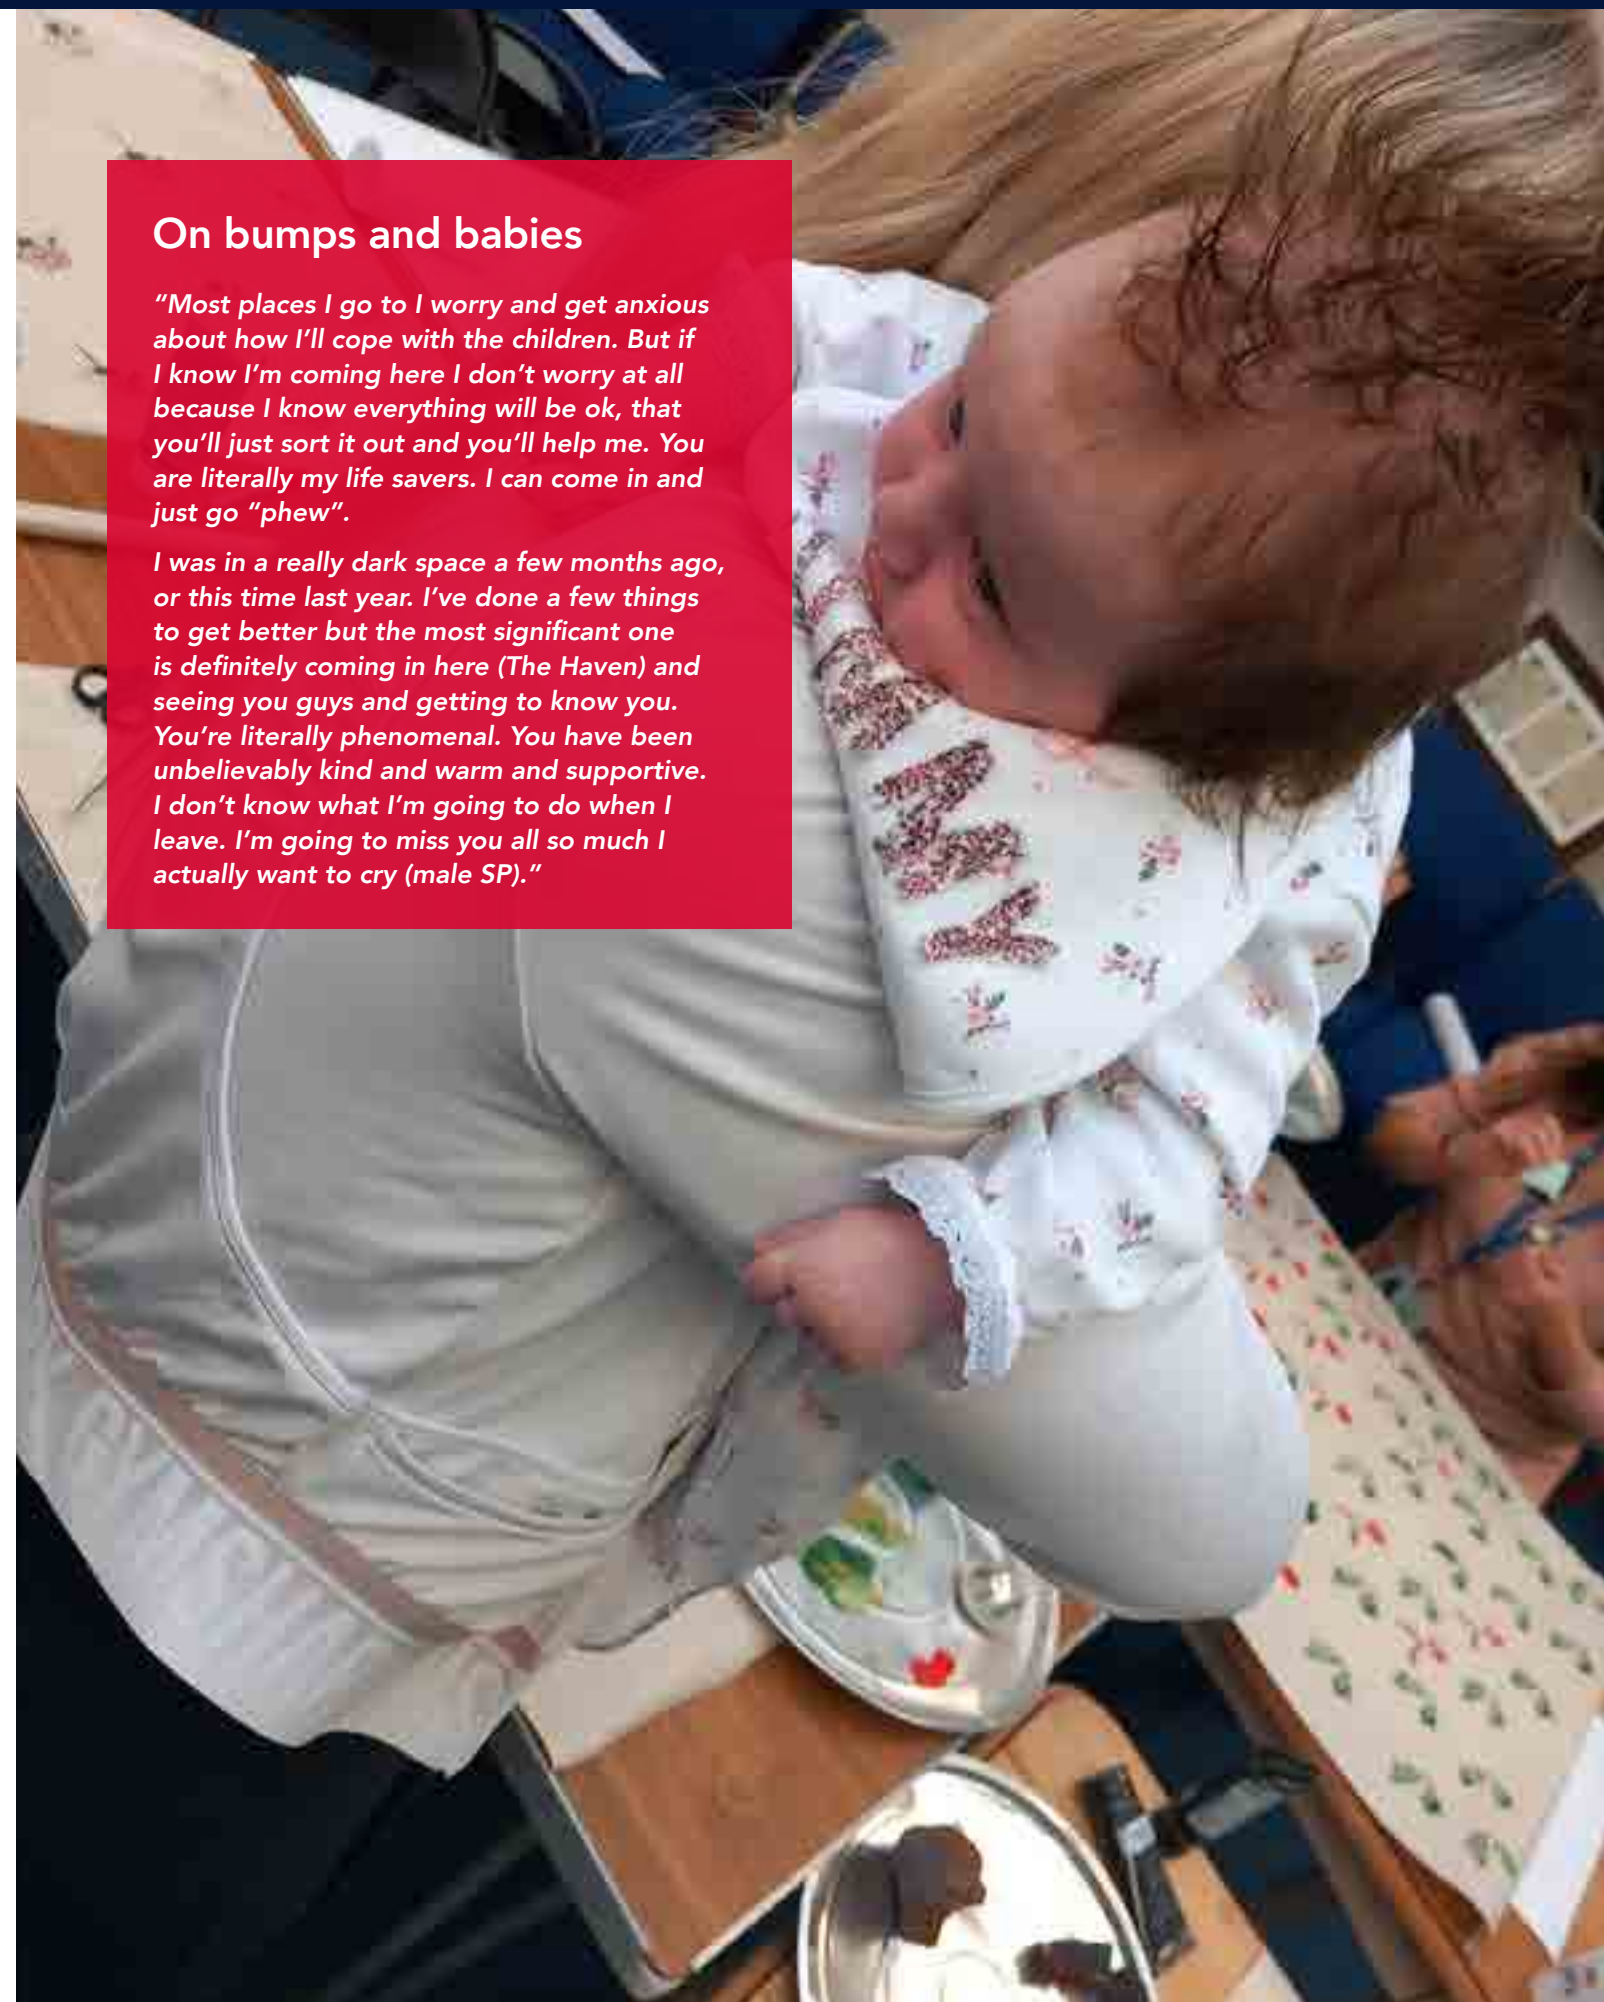 On bumps and babies
“Most places I go to I worry and get anxious
about how I’ll cope with the children. But if
I know I’m coming here I don’t worry at all
because I know everything will be ok, that
you’ll just sort it out and you’ll help me. You
are literally my life savers. I can come in and
just go “phew”.
I was in a really dark space a few months ago,
or this time last year. I’ve done a few things
to get better but the most significant one
is definitely coming in here (The Haven) and
seeing you guys and getting to know you.
You’re literally phenomenal. You have been
unbelievably kind and warm and supportive.
I don’t know what I’m going to do when I
leave. I’m going to miss you all so much I
actually want to cry (male SP).”